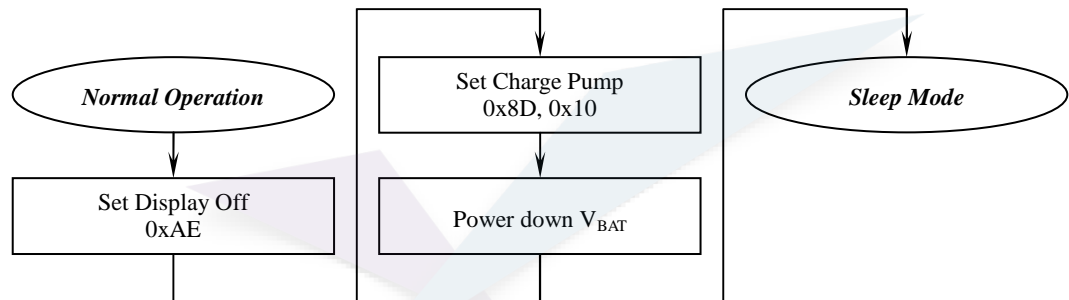 Normal Operation
Set Display Off
0xAE
Set Charge Pump
0x8D, 0x10
Power down VBAT
Sleep Mode